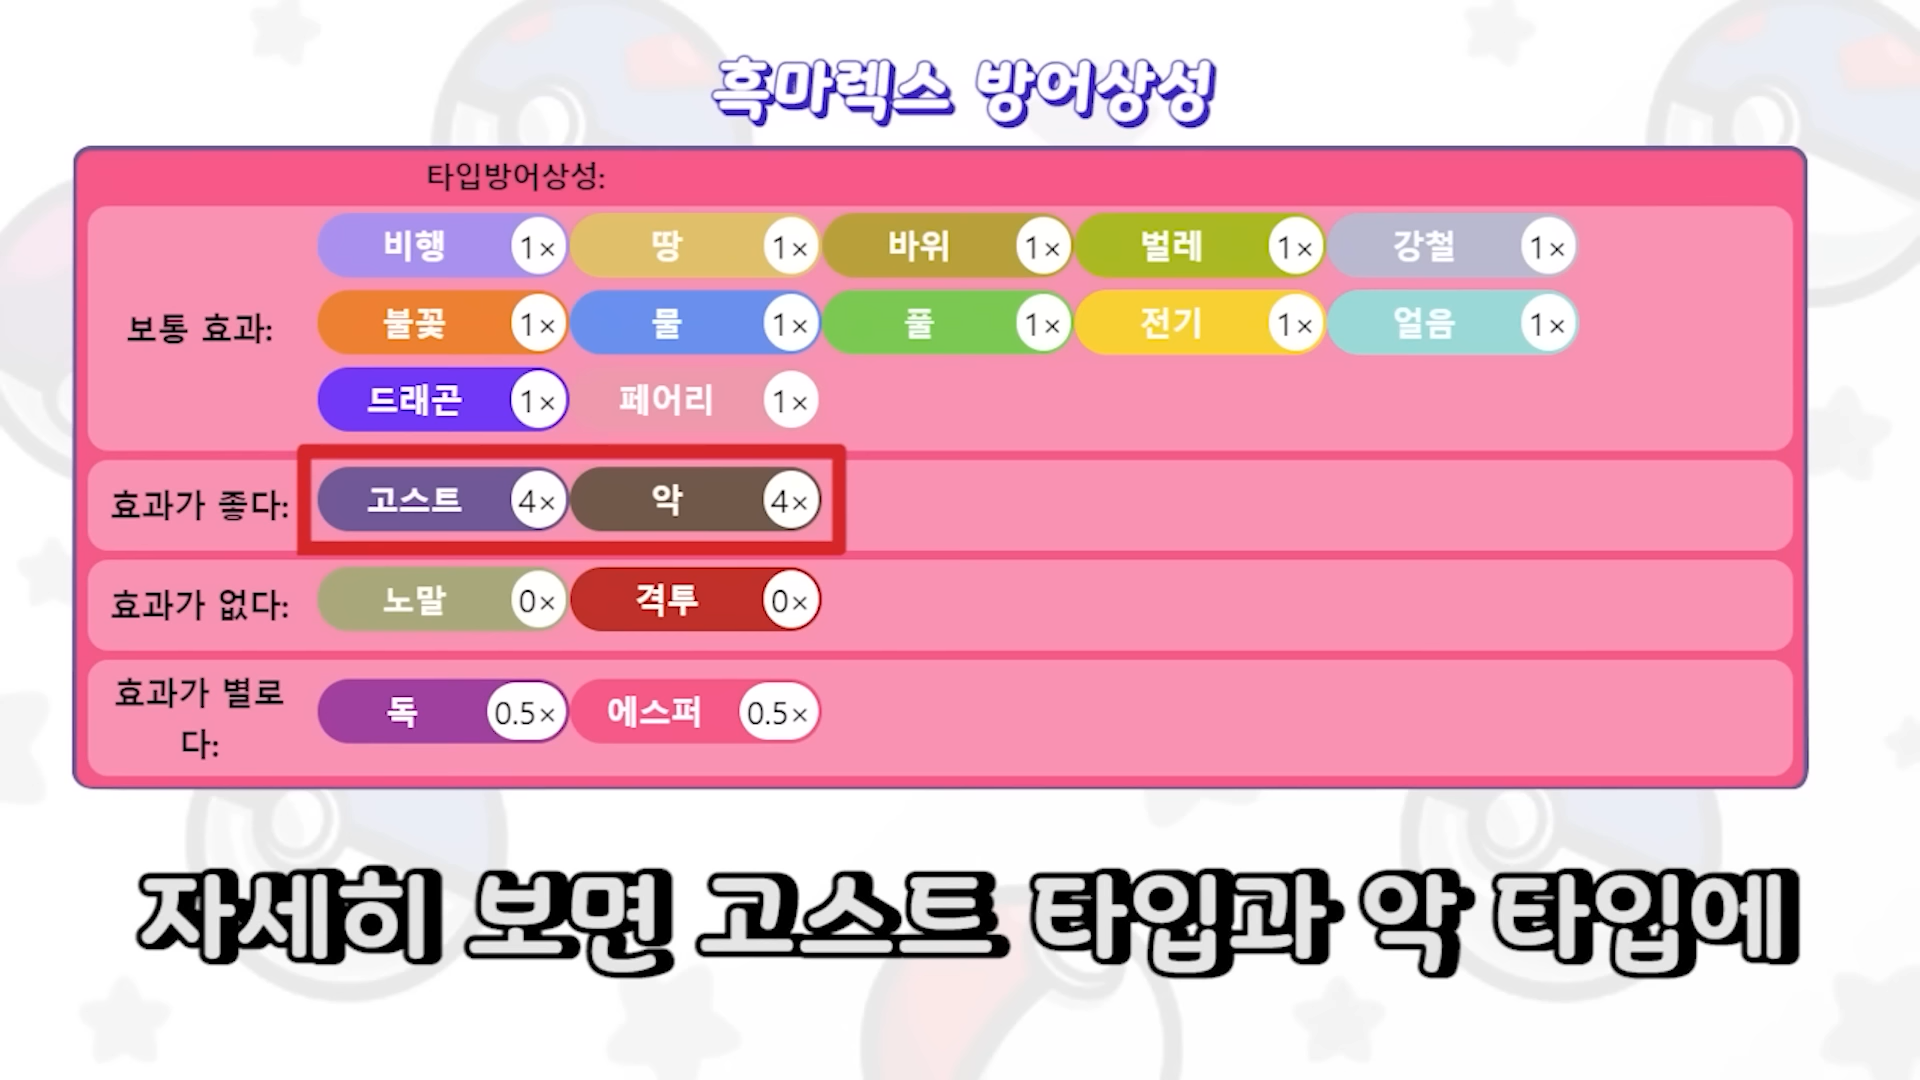 흑마렉스 방어상성
타입방어상성:
보통 효과:
비행 1× 땅 1× 바위 1× 벌레 1× 강철 1×
불꽃 1× 물 1× 풀 1× 전기 1× 얼음 1×
드래곤 1× 페어리 1×
효과가 좋다: 고스트 4× 악 4×
효과가 없다: 노말 0× 격투 0×
효과가 별로
다:
독 0.5× 에스퍼 0.5×
자세히 보면 고스트 타입과 악 타입에